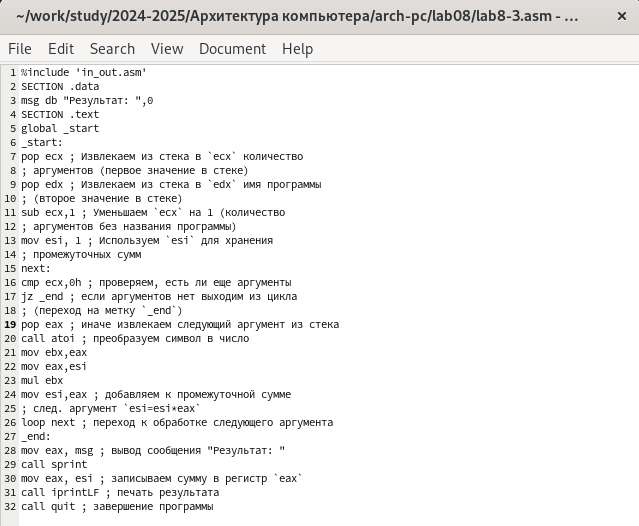 ~/work/study/2024-2025/Архитектура компьютера/arch-pc/lab08/lab8-3.asm - ...
File Edit Search View Document Help
1 %include 'in_out.asm'
2 SECTION .data
3 msg db "Результат: ",0
4 SECTION .text
5 global _start
6 _start:
7 pop ecx ; Извлекаем из стека в `ecx` количество
8 ; аргументов (первое значение в стеке)
9 pop edx ; Извлекаем из стека в `edx` имя программы
10 ; (второе значение в стеке)
11 sub ecx,1 ; Уменьшаем `ecx` на 1 (количество
12 ; аргументов без названия программы)
13 mov esi, 1 ; Используем `esi` для хранения
14 ; промежуточных сумм
15 next:
16 cmp ecx,0h ; проверяем, есть ли еще аргументы
17 jz _end ; если аргументов нет выходим из цикла
18 ; (переход на метку `_end`)
19 pop eax ; иначе извлекаем следующий аргумент из стека
20 call atoi ; преобразуем символ в число
21 mov ebx,eax
22 mov eax,esi
23 mul ebx
24 mov esi,eax ; добавляем к промежуточной сумме
25 ; след. аргумент `esi=esi*eax`
26 loop next ; переход к обработке следующего аргумента
27 _end:
28 mov eax, msg ; вывод сообщения "Результат: "
29 call sprint
30 mov eax, esi ; записываем сумму в регистр `eax`
31 call iprintLF ; печать результата
32 call quit ; завершение программы